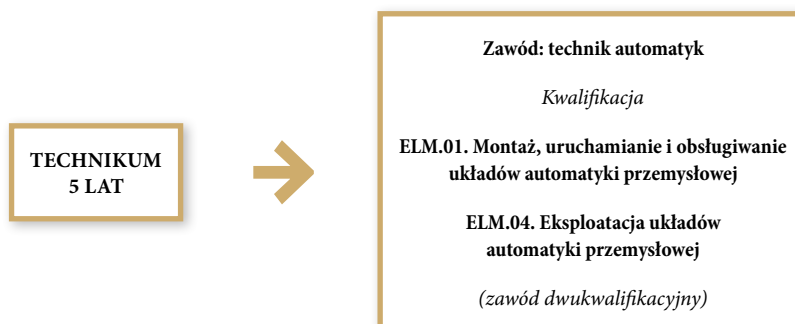 TECHNIKUM
5 LAT
Zawód: technik automatyk
Kwalifikacja
ELM.01. Montaż, uruchamianie i obsługiwanie
układów automatyki przemysłowej
ELM.04. Eksploatacja układów
automatyki przemysłowej
(zawód dwukwalifikacyjny)